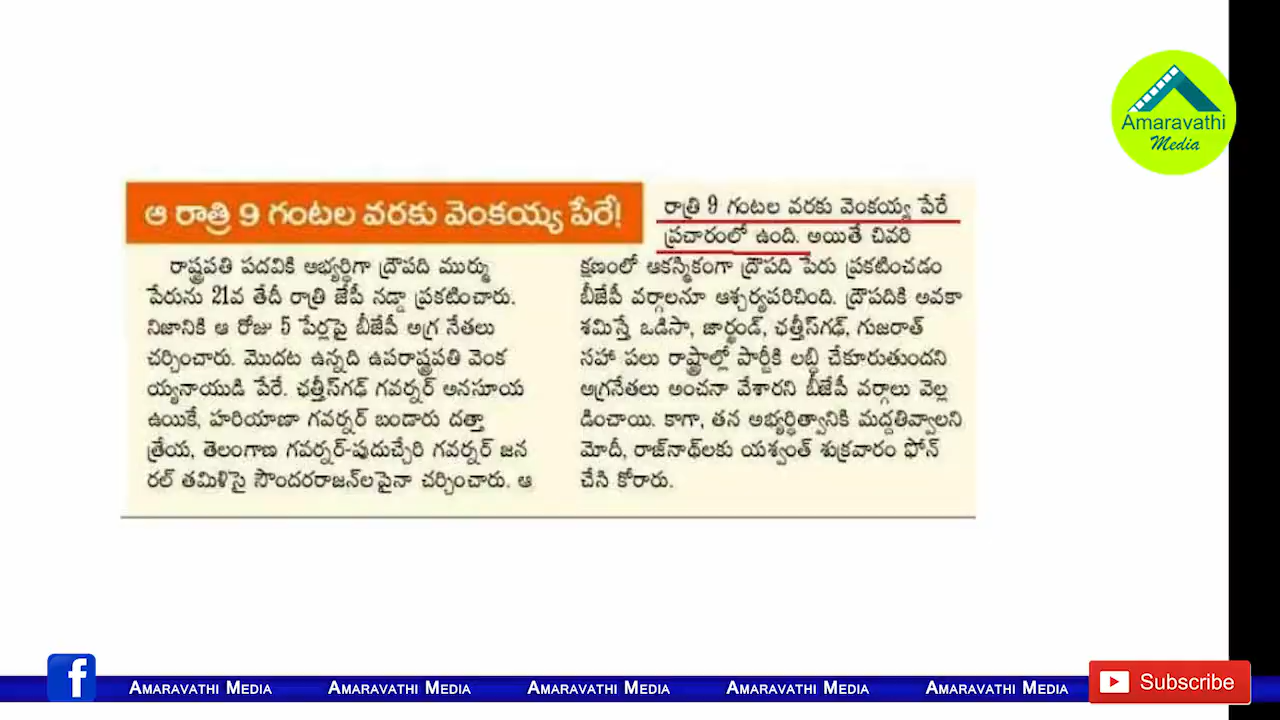 Amaravathi
Media
ఆ రాత్రి 9 గంటల వరకు వెంకయ్య పేరే!
రాష్ట్రపతి పదవికి అభ్యర్థిగా ద్రౌపది ముర్ము
పేరును 21వ తేదీ రాత్రి జేపీ నడ్డా ప్రకటించారు.
నిజానికి ఆ రోజు 5 పేర్లపై బీజేపీ అగ్ర నేతలు
చర్చించారు. మొదట ఉన్నది ఉపరాష్ట్రపతి వెంక
య్యనాయుడి పేరే. ఛత్తీస్‌గఢ్ గవర్నర్ అనసూయ
ఉయికే, హరియాణా గవర్నర్ బండారు దత్తా
త్రేయ, తెలంగాణ గవర్నర్-పుదుచ్చేరి గవర్నర్ జన
రల్ తమిళిసై సౌందరరాజన్‌లపైనా చర్చించారు. ఆ
రాత్రి 9 గంటల వరకు వెంకయ్య పేరే
ప్రచారంలో ఉంది. అయితే చివరి
క్షణంలో ఆకస్మికంగా ద్రౌపది పేరు ప్రకటించడం
బీజేపీ వర్గాలనూ ఆశ్చర్యపరిచింది. ద్రౌపదికి అవకా
శమిస్తే ఒడిసా, జార్ఖండ్, ఛత్తీస్‌గఢ్, గుజరాత్
సహా పలు రాష్ట్రాల్లో పార్టీకి లబ్ధి చేకూరుతుందని
అగ్రనేతలు అంచనా వేశారని బీజేపీ వర్గాలు వెల్ల
డించాయి. కాగా, తన అభ్యర్థిత్వానికి మద్దతివ్వాలని
మోదీ, రాజ్‌నాథ్‌లకు యశ్వంత్ శుక్రవారం ఫోన్
చేసి కోరారు.
f AMARAVATHI MEDIA AMARAVATHI MEDIA AMARAVATHI MEDIA AMARAVATHI MEDIA AMARAVATHI MEDIA Subscribe